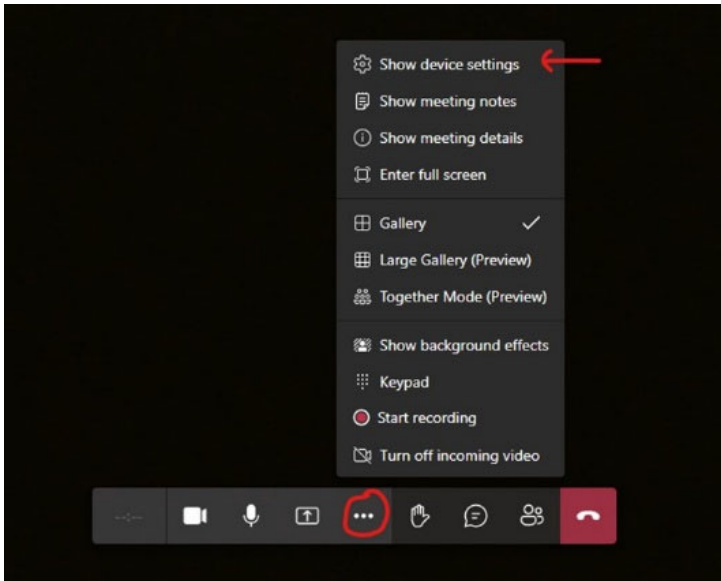 Show device settings
Show meeting notes
Show meeting details
Enter full screen
Gallery
Large Gallery (Preview)
Together Mode (Preview)
Show background effects
Keypad
Start recording
Turn off incoming video
--:--